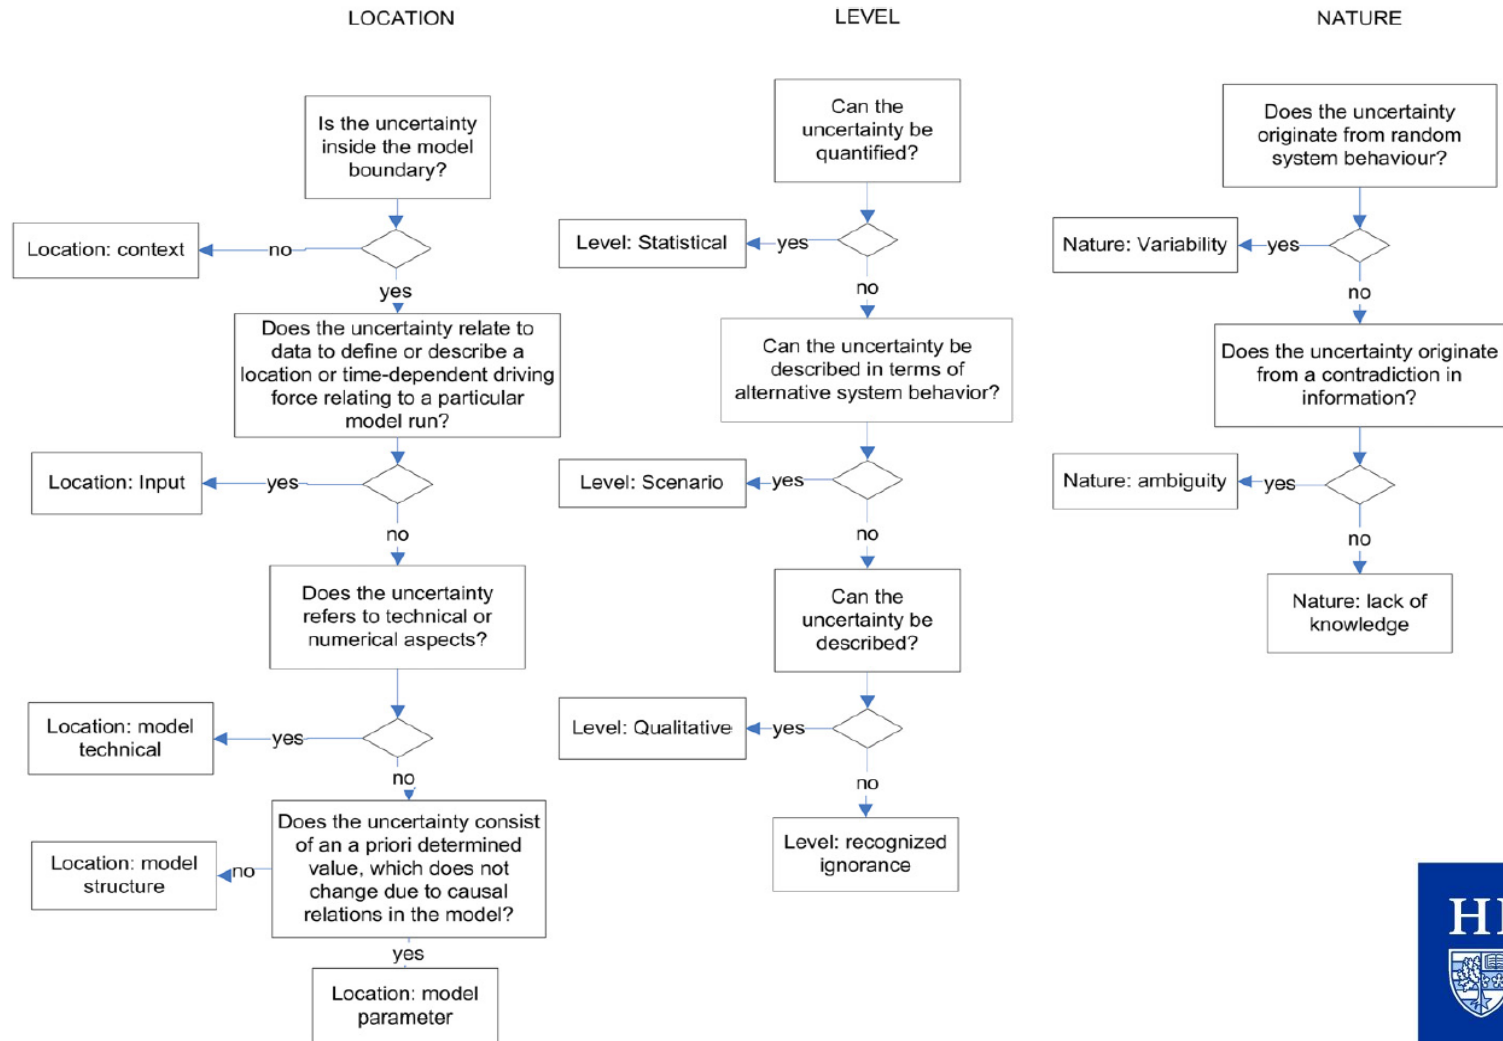 LOCATION
Is the uncertainty
inside the model
boundary?
Location: context
no
yes
Does the uncertainty relate to
data to define or describe a
location or time-dependent driving
force relating to a particular
model run?
Location: Input
yes
no
Does the uncertainty
refers to technical or
numerical aspects?
Location: model
technical
yes
no
Does the uncertainty consist
of an a priori determined
value, which does not
change due to causal
relations in the model?
Location: model
structure
no
yes
Location: model
parameter
LEVEL
Can the
uncertainty be
quantified?
Level: Statistical
yes
no
Can the uncertainty be
described in terms of
alternative system behavior?
Level: Scenario
yes
no
Can the
uncertainty be
described?
Level: Qualitative
yes
no
Level: recognized
ignorance
NATURE
Does the uncertainty
originate from random
system behaviour?
Nature: Variability
yes
no
Does the uncertainty originate
from a contradiction in
information?
Nature: ambiguity
yes
no
Nature: lack of
knowledge